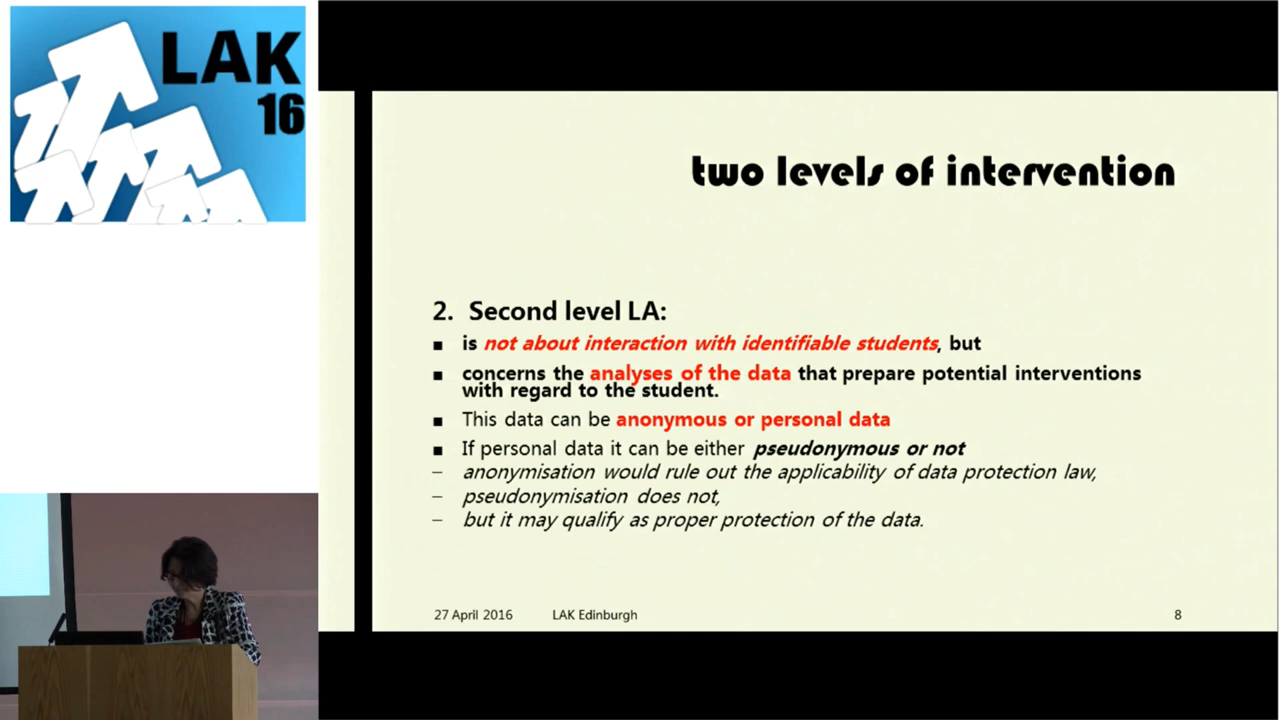 LAK
16
two levels of intervention
2. Second level LA:
■ is not about interaction with identifiable students, but
■ concerns the analyses of the data that prepare potential interventions
with regard to the student.
■ This data can be anonymous or personal data
■ If personal data it can be either pseudonymous or not
– anonymisation would rule out the applicability of data protection law,
– pseudonymisation does not,
– but it may qualify as proper protection of the data.
27 April 2016 LAK Edinburgh 8